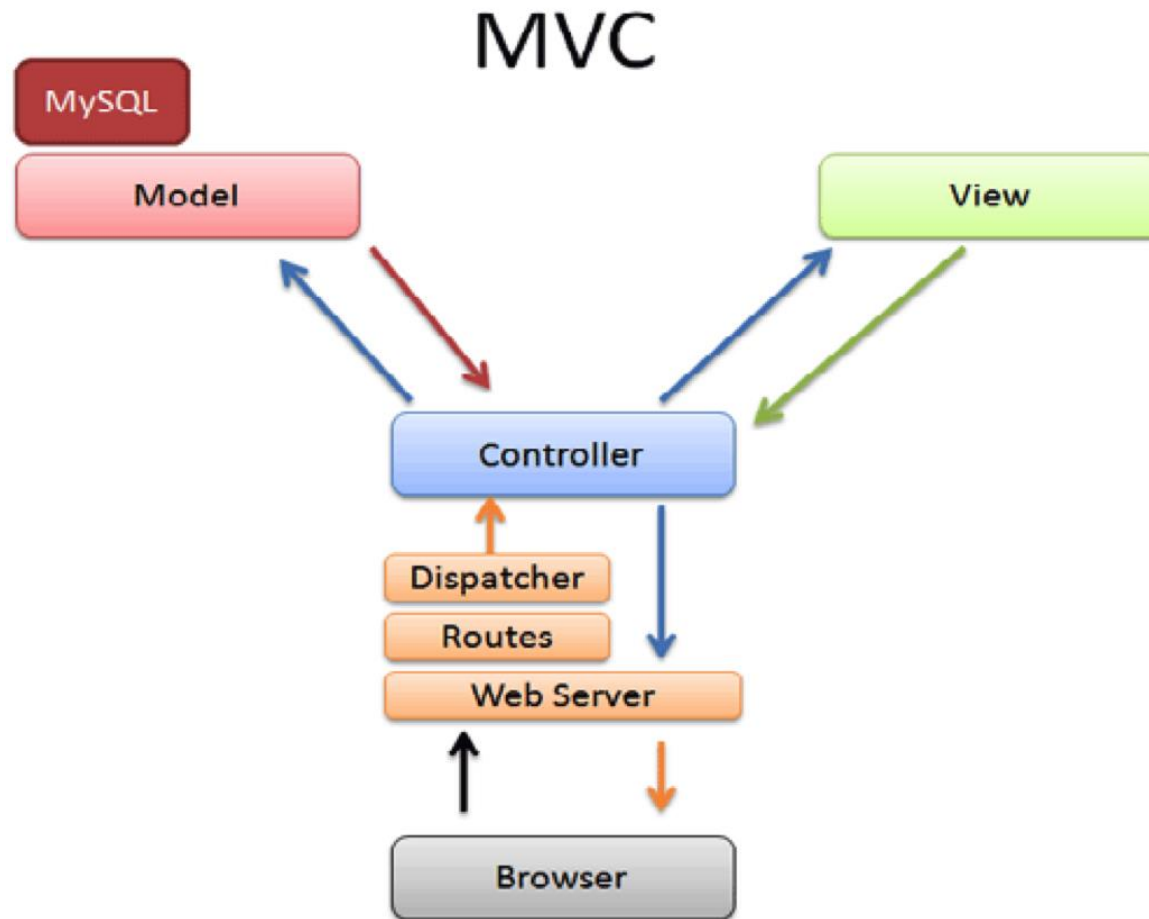 MVC
MySQL
Model
View
Controller
Dispatcher
Routes
Web Server
Browser